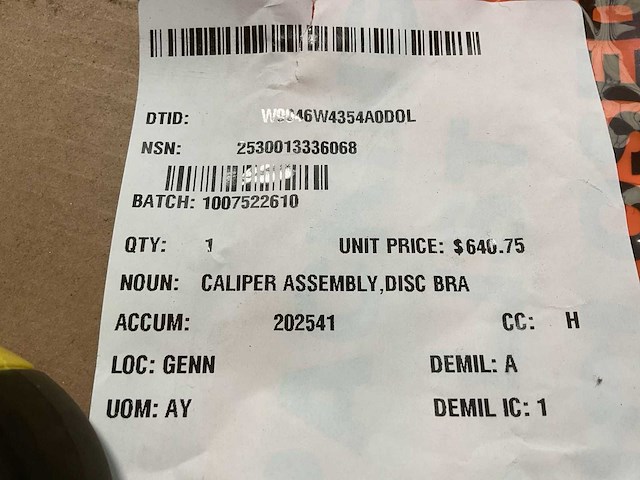 DTID:
NSN: 2530013336068
BATCH: 1007522610
QTY: 1 UNIT PRICE: $640.75
NOUN: CALIPER ASSEMBLY,DISC BRA
ACCUM: 202541 CC: H
LOC: GENN DEMIL: A
UOM: AY DEMIL IC: 1